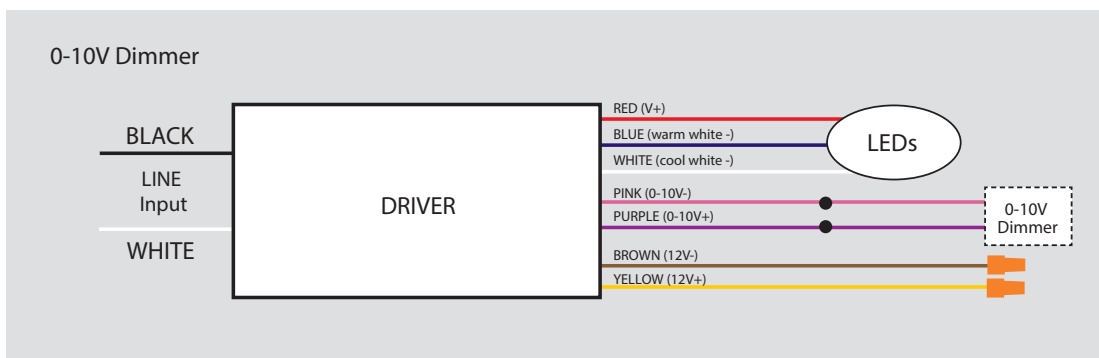 0-10V Dimmer
BLACK
LINE
Input
WHITE
DRIVER
RED (V+)
BLUE (warm white -)
WHITE (cool white -)
PINK (0-10V-)
PURPLE (0-10V+)
BROWN (12V-)
YELLOW (12V+)
LEDs
0-10V
Dimmer